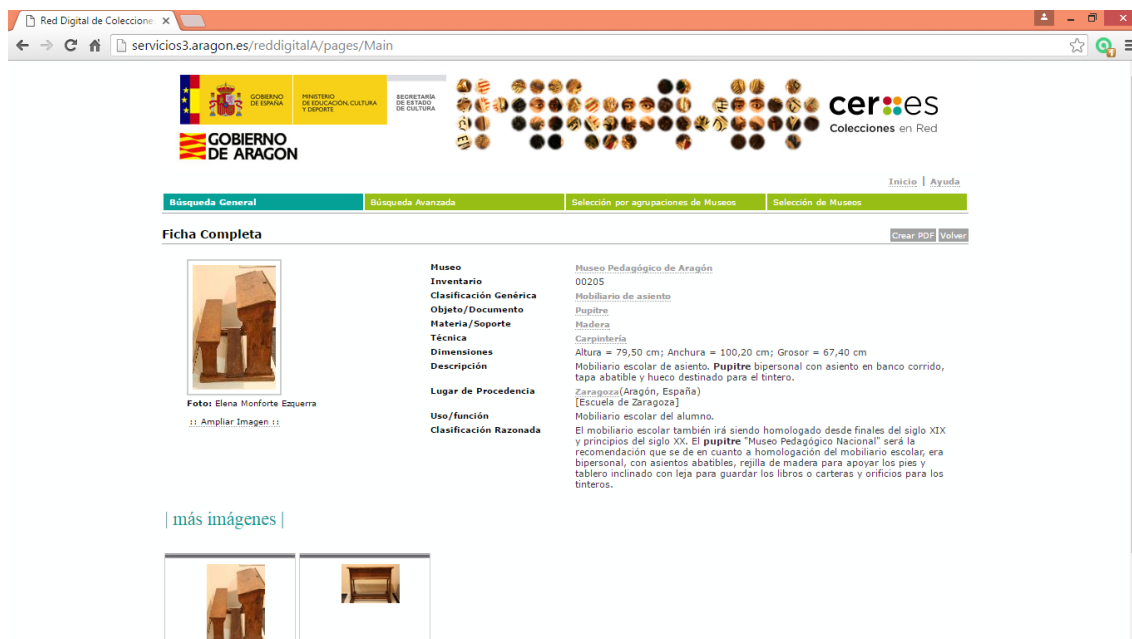 Red Digital de Coleccione
servicios3.aragon.es/reddigitalA/pages/Main
GOBIERNO DE ESPAÑA
MINISTERIO DE EDUCACIÓN, CULTURA Y DEPORTE
SECRETARÍA DE ESTADO DE CULTURA
GOBIERNO DE ARAGON
cer::es
Colecciones en Red
Inicio | Ayuda
Búsqueda General Búsqueda Avanzada Selección por agrupaciones de Museos Selección de Museos
Ficha Completa Crear PDF Volver
Museo Museo Pedagógico de Aragón
Inventario 00205
Clasificación Genérica Mobiliario de asiento
Objeto/Documento Pupitre
Materia/Soporte Madera
Técnica Carpintería
Dimensiones Altura = 79,50 cm; Anchura = 100,20 cm; Grosor = 67,40 cm
Descripción Mobiliario escolar de asiento. Pupitre bipersonal con asiento en banco corrido,
tapa abatible y hueco destinado para el tintero.
Lugar de Procedencia Zaragoza(Aragón, España)
[Escuela de Zaragoza]
Uso/función Mobiliario escolar del alumno.
Clasificación Razonada El mobiliario escolar también irá siendo homologado desde finales del siglo XIX
y principios del siglo XX. El pupitre "Museo Pedagógico Nacional" será la
recomendación que se de en cuanto a homologación del mobiliario escolar, era
bipersonal, con asientos abatibles, rejilla de madera para apoyar los pies y
tablero inclinado con leja para guardar los libros o carteras y orificios para los
tinteros.
Foto: Elena Monforte Ezquerra
:: Ampliar Imagen ::
| más imágenes |